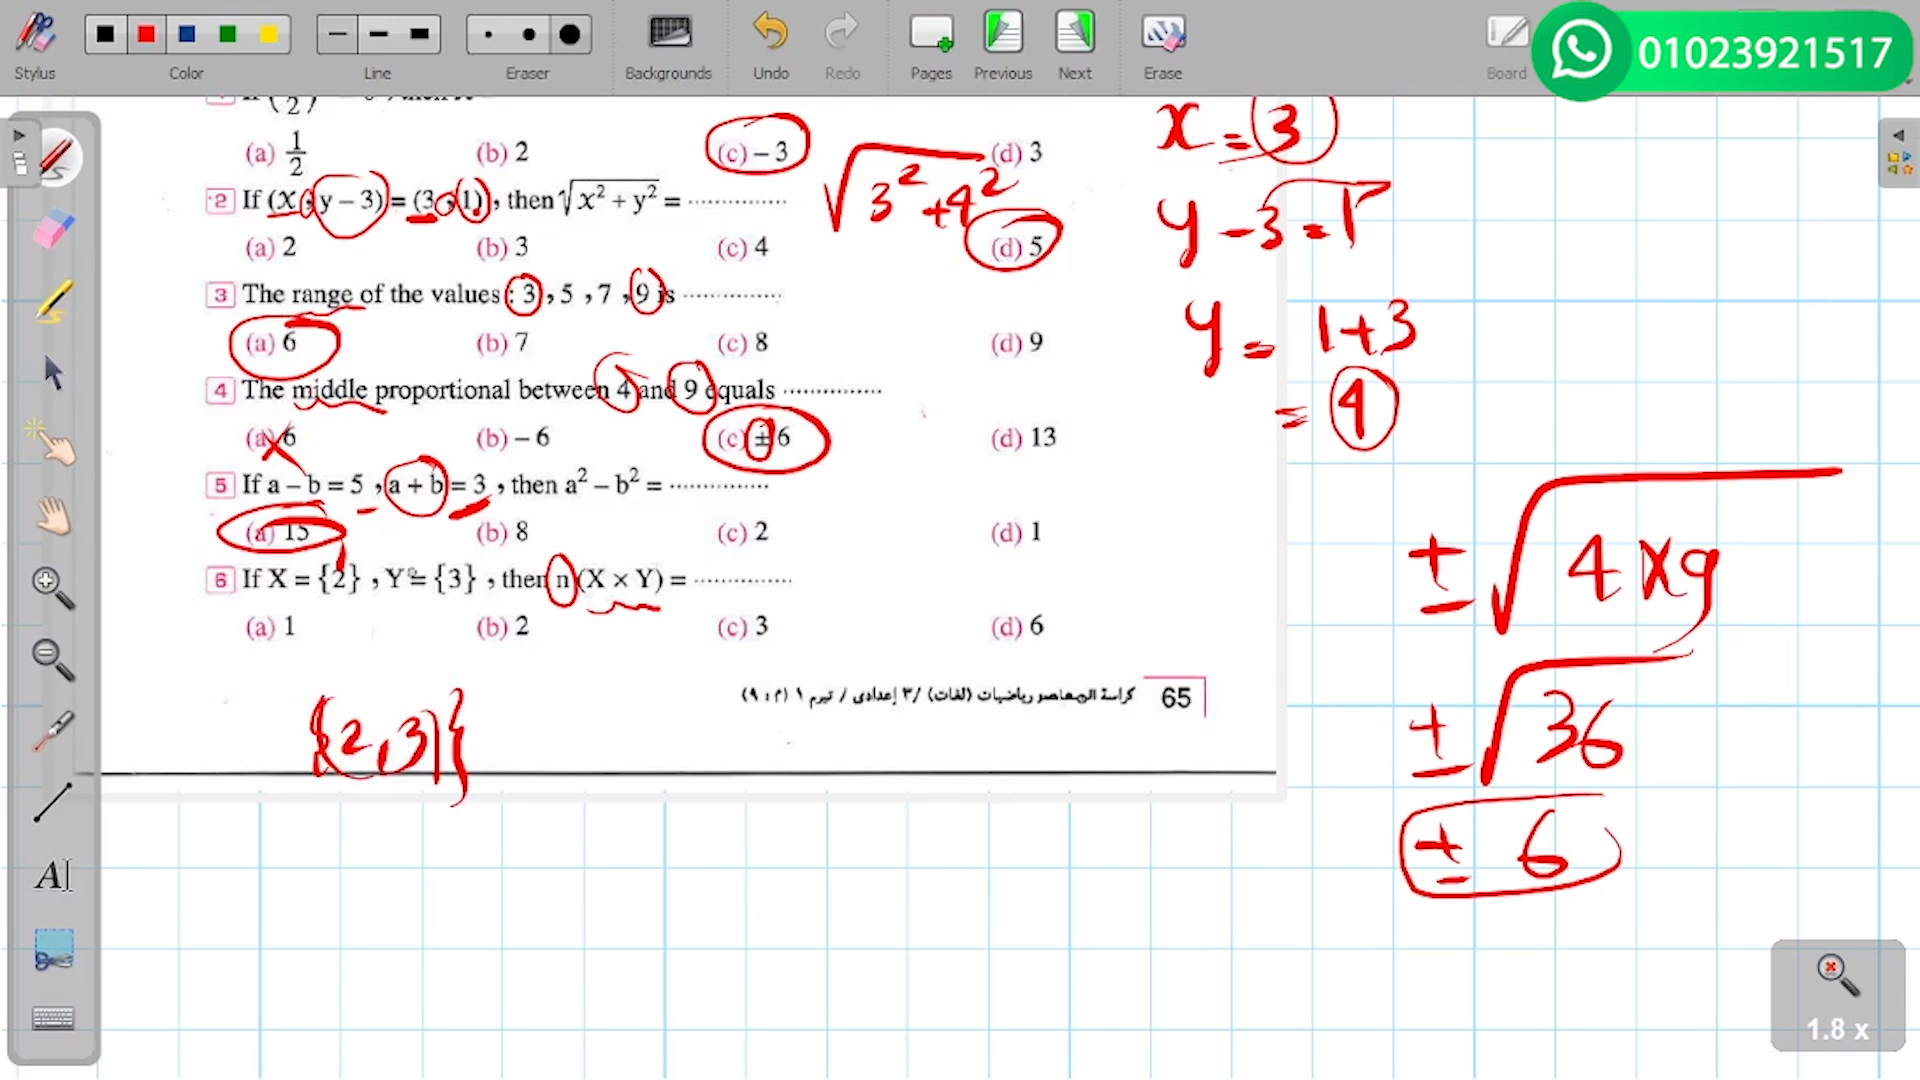 Stylus Color Line Eraser Backgrounds Undo Redo Pages Previous Next Erase Board 01023921517
(a) 1/2 (b) 2 (c) – 3 (d) 3
2 If (x , y – 3) = (3 , 1) , then √x² + y² = ..............
√3² + 4²
(a) 2 (b) 3 (c) 4 (d) 5
3 The range of the values : 3 , 5 , 7 , 9 is ..............
(a) 6 (b) 7 (c) 8 (d) 9
4 The middle proportional between 4 and 9 equals ..............
(a) 6 (b) – 6 (c) ± 6 (d) 13
5 If a – b = 5 , a + b = 3 , then a² – b² = ..............
(a) 15 (b) 8 (c) 2 (d) 1
6 If X = {2} , Y = {3} , then n (X × Y) = ..............
(a) 1 (b) 2 (c) 3 (d) 6
كراسة المعاصر رياضيات (لغات) / ٣ إعدادى / تيرم ١ (م : ٩) 65
{(2,3)}
x = 3
y – 3 = 1
y = 1+3
= 4
± √4×9
± √36
± 6
1.8 x